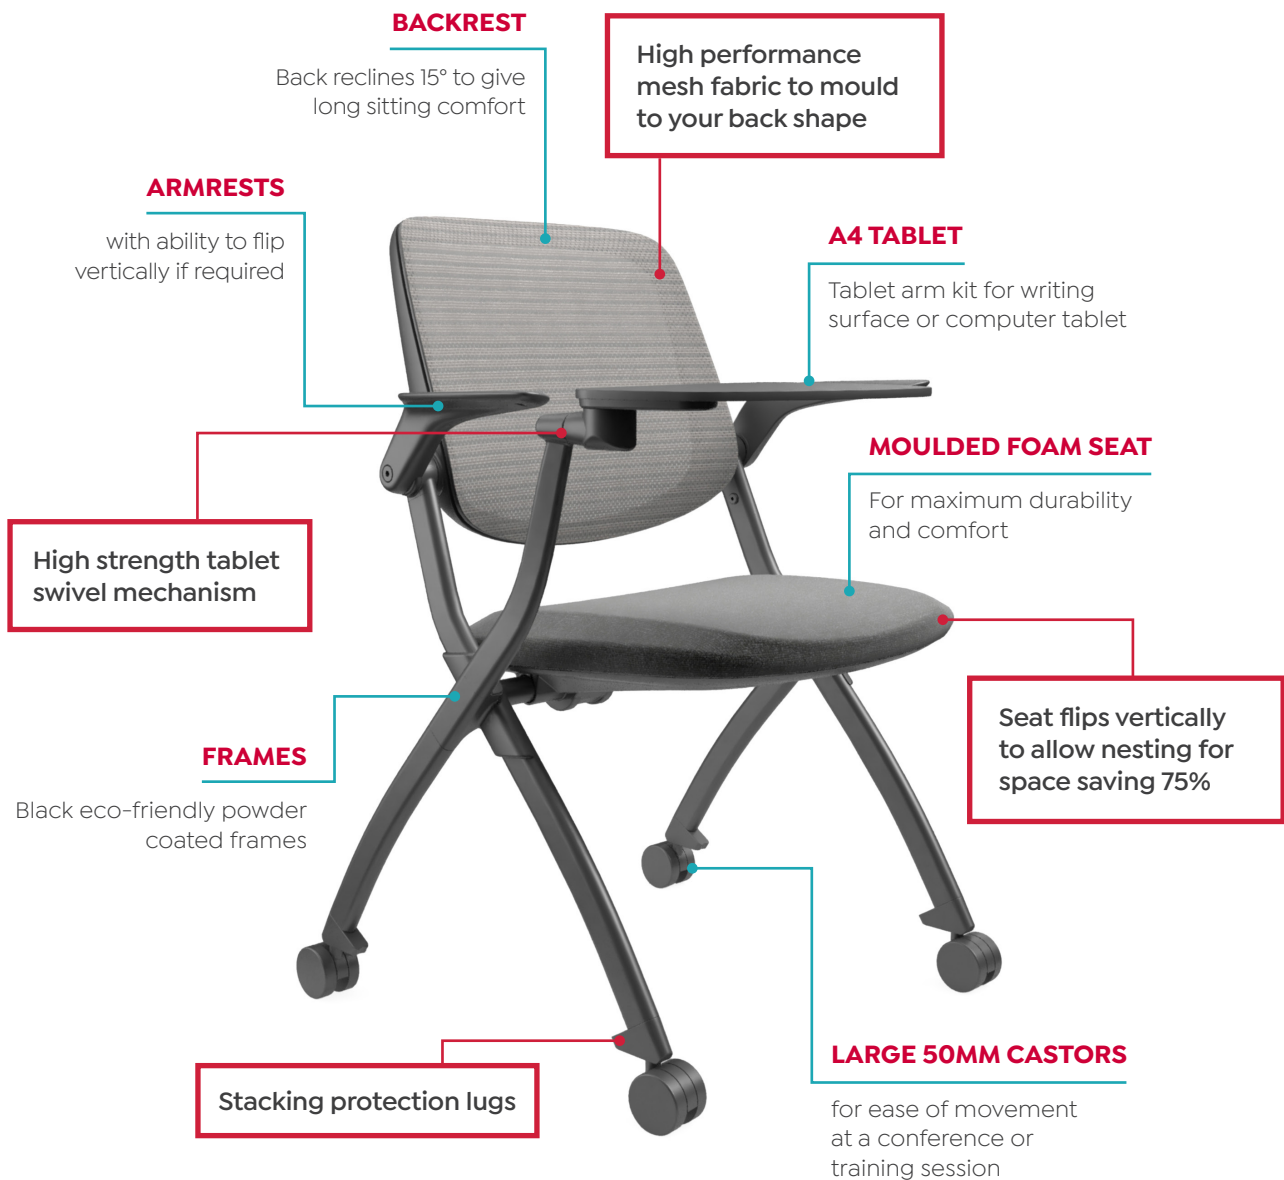 BACKREST
Back reclines 15° to give
long sitting comfort
High performance
mesh fabric to mould
to your back shape
ARMRESTS
with ability to flip
vertically if required
A4 TABLET
Tablet arm kit for writing
surface or computer tablet
MOULDED FOAM SEAT
For maximum durability
and comfort
High strength tablet
swivel mechanism
Seat flips vertically
to allow nesting for
space saving 75%
FRAMES
Black eco-friendly powder
coated frames
Stacking protection lugs
LARGE 50MM CASTORS
for ease of movement
at a conference or
training session